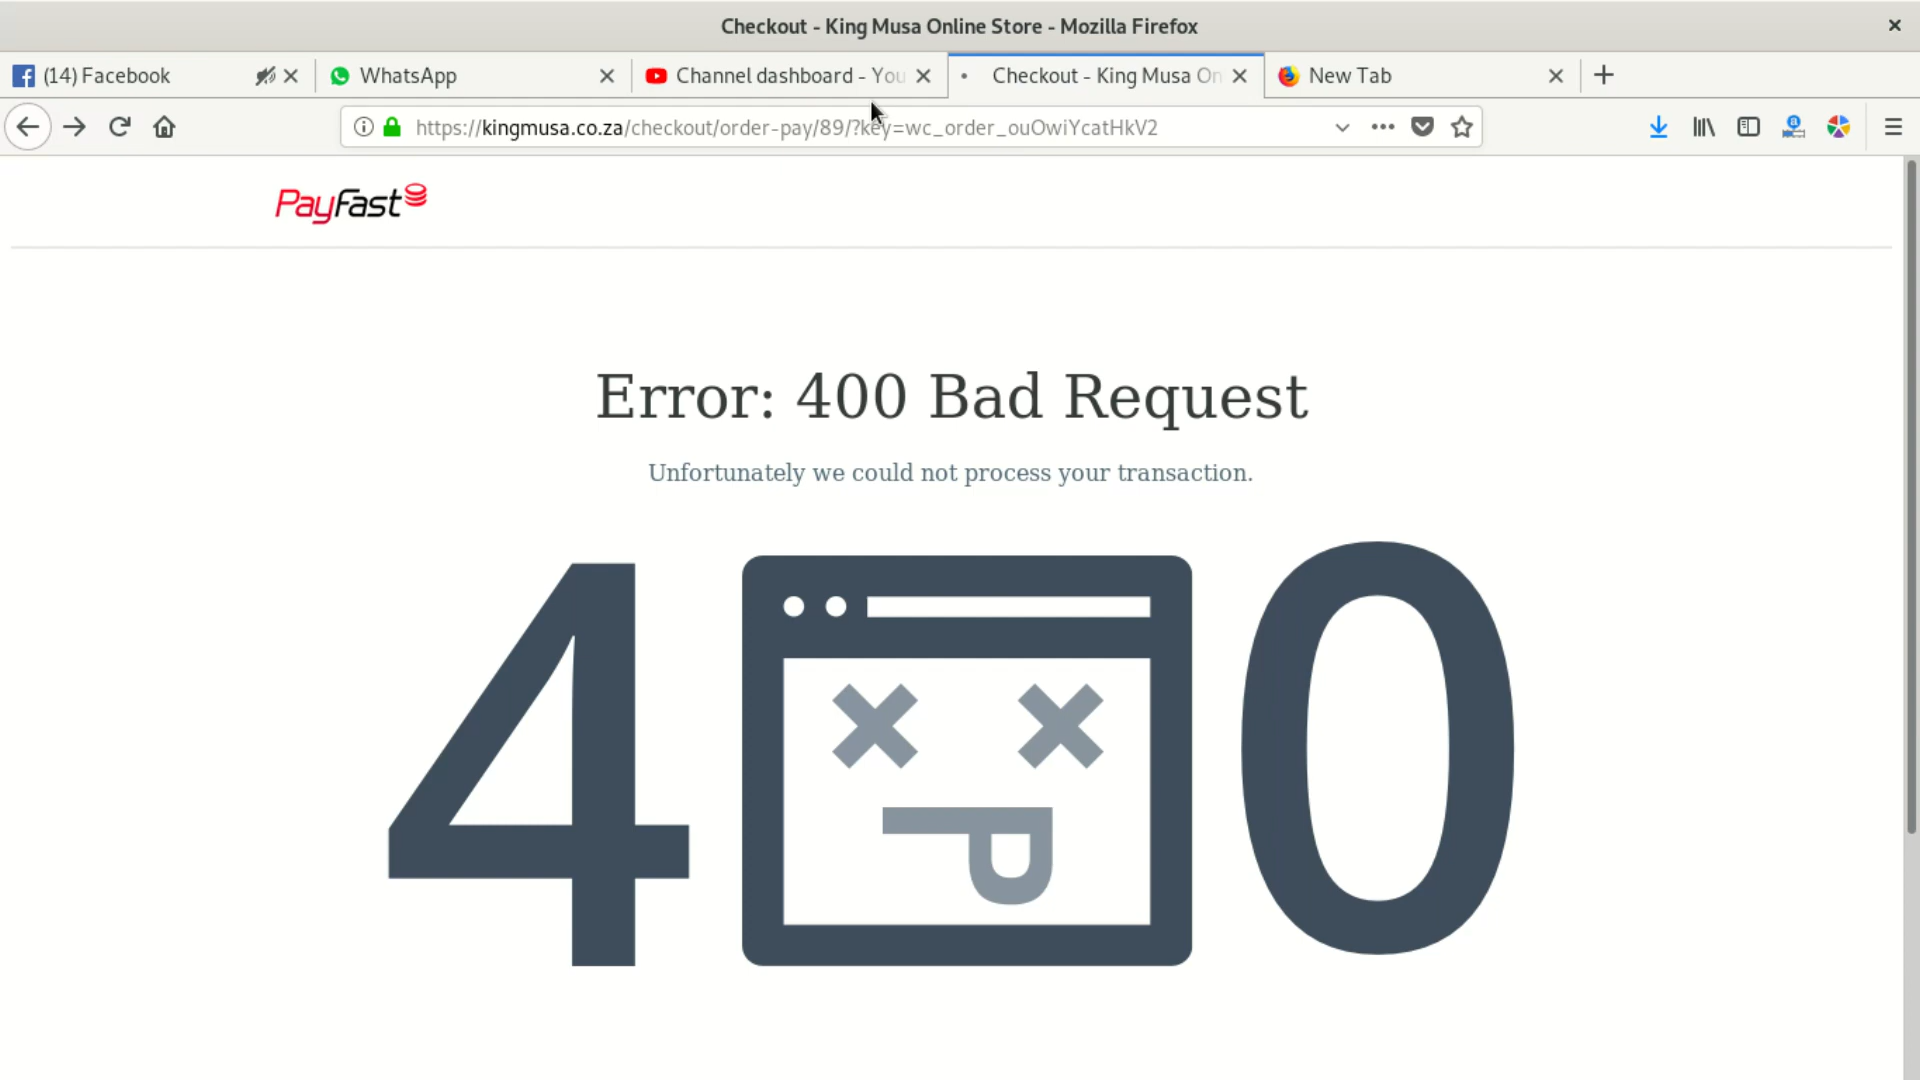 Checkout - King Musa Online Store - Mozilla Firefox
(14) Facebook
WhatsApp
Channel dashboard - You
Checkout - King Musa On
New Tab
https://kingmusa.co.za/checkout/order-pay/89/?key=wc_order_ouOwiYcatHkV2
PayFast
Error: 400 Bad Request
Unfortunately we could not process your transaction.
4 0